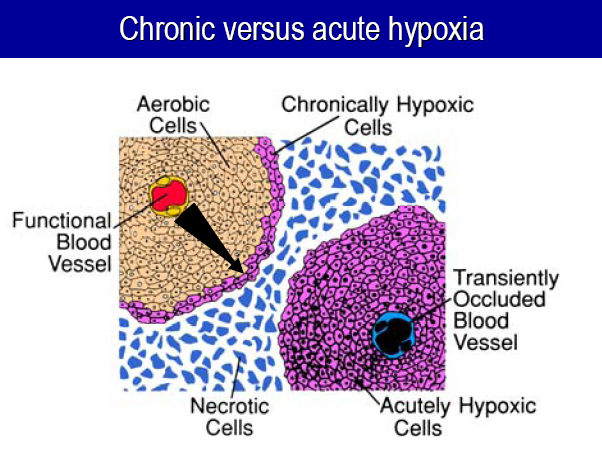 Chronic versus acute hypoxia
Aerobic
Cells
Chronically Hypoxic
Cells
Functional
Blood
Vessel
Transiently
Occluded
Blood
Vessel
Necrotic
Cells
Acutely Hypoxic
Cells